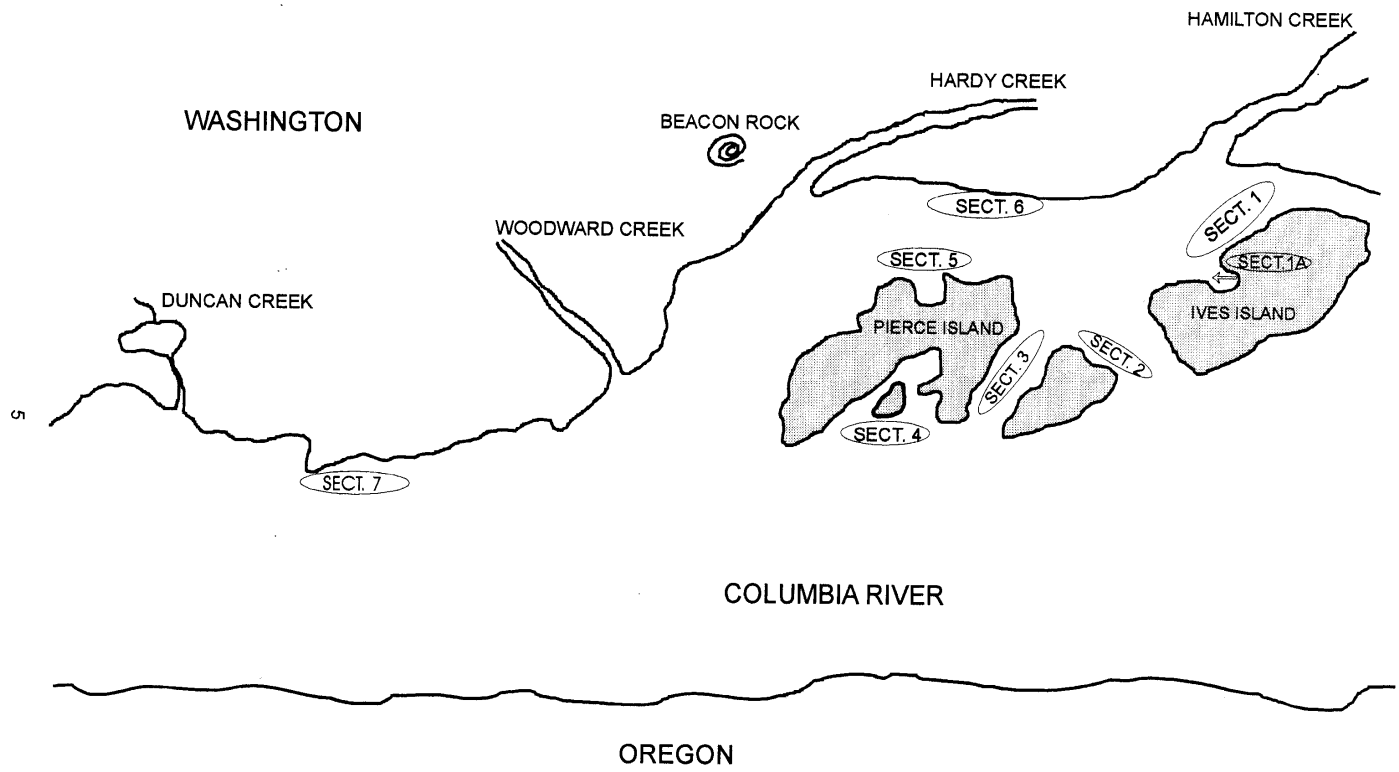 HAMILTON CREEK
HARDY CREEK
WASHINGTON
BEACON ROCK
SECT. 1
SECT. 6
WOODWARD CREEK
SECT. 5
SECT.1A
DUNCAN CREEK
IVES ISLAND
PIERCE ISLAND
SECT. 2
SECT. 3
5
SECT. 4
SECT. 7
COLUMBIA RIVER
OREGON